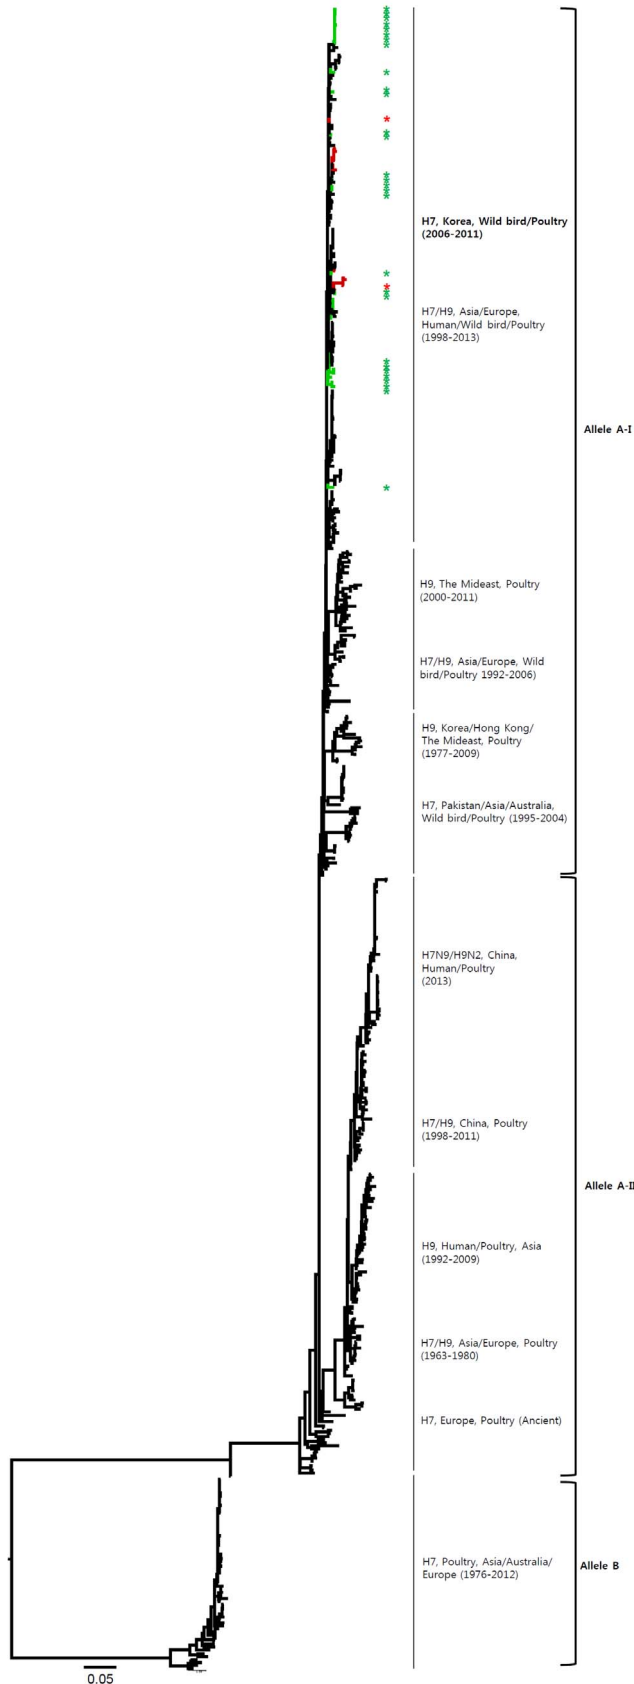 H7, Korea, Wild bird/Poultry
(2006-2011)
H7/H9, Asia/Europe,
Human/Wild bird/Poultry
(1998-2013)
Allele A-I
H9, The Mideast, Poultry
(2000-2011)
H7/H9, Asia/Europe, Wild
bird/Poultry 1992-2006)
H9, Korea/Hong Kong/
The Mideast, Poultry
(1977-2009)
H7, Pakistan/Asia/Australia,
Wild bird/Poultry (1995-2004)
H7N9/H9N2, China,
Human/Poultry
(2013)
H7/H9, China, Poultry
(1998-2011)
Allele A-II
H9, Human/Poultry, Asia
(1992-2009)
H7/H9, Asia/Europe, Poultry
(1963-1980)
H7, Europe, Poultry (Ancient)
H7, Poultry, Asia/Australia/
Europe (1976-2012)
Allele B
0.05